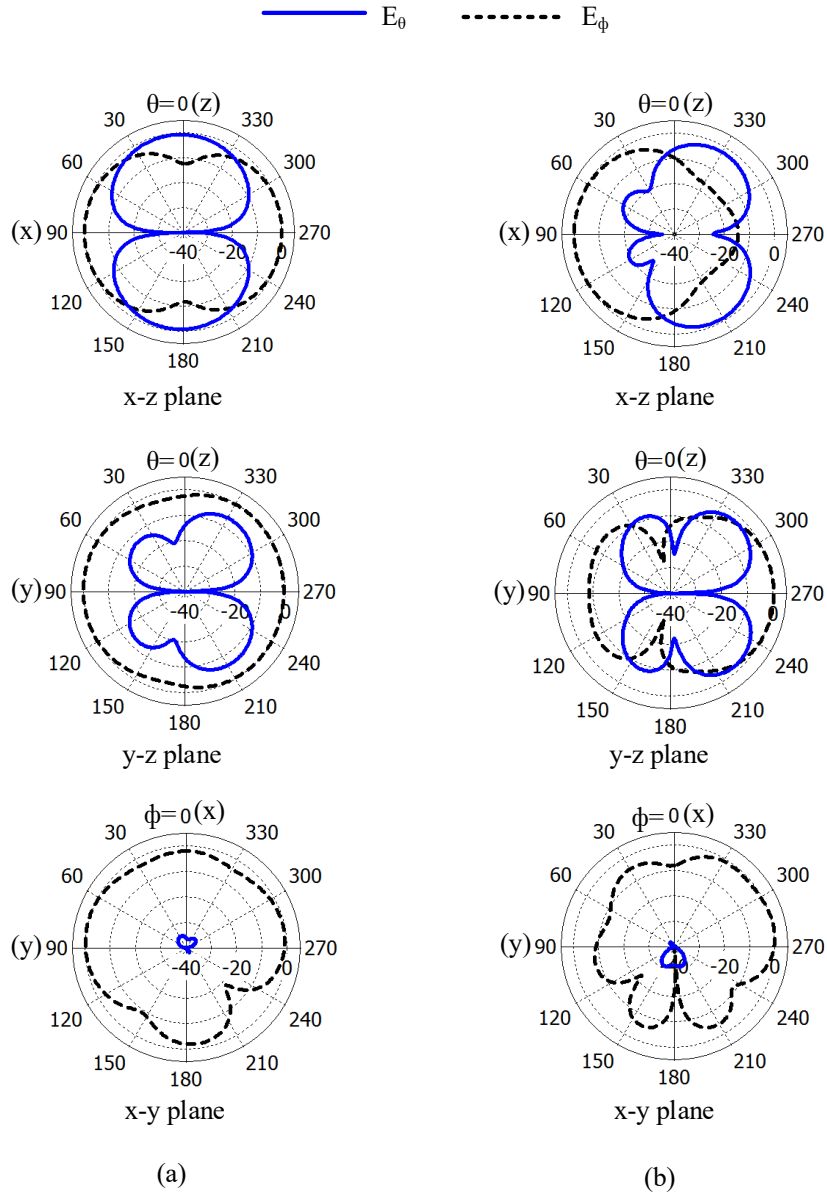 E_θ E_ϕ
θ= 0 (z) θ= 0 (z)
30 330 30 330
60 300 60 300
(x) 90 -40 -20 0 270 (x) 90 -40 -20 0 270
120 240 120 240
150 210 150 210
180 180
x-z plane x-z plane
θ= 0 (z) θ= 0 (z)
30 330 30 330
60 300 60 300
(y) 90 -40 -20 0 270 (y) 90 -40 -20 0 270
120 240 120 240
150 210 150 210
180 180
y-z plane y-z plane
ϕ= 0 (x) ϕ= 0 (x)
30 330 30 330
60 300 60 300
(y) 90 -40 -20 0 270 (y) 90 -20 0 270
120 240 120 240
150 210 150 210
180 180
x-y plane x-y plane
(a) (b)